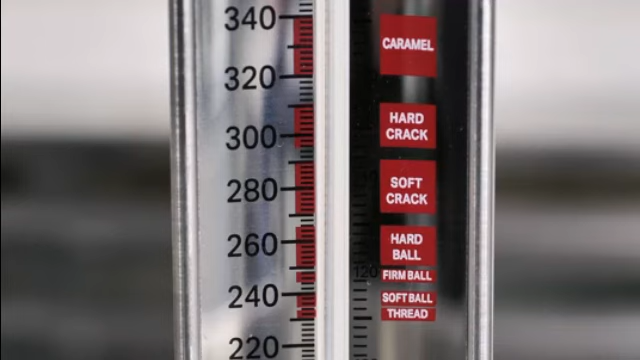 340
CARAMEL
320
HARD
CRACK
300
SOFT
CRACK
280
HARD
BALL
260
120
FIRM BALL
240
SOFT BALL
THREAD
220